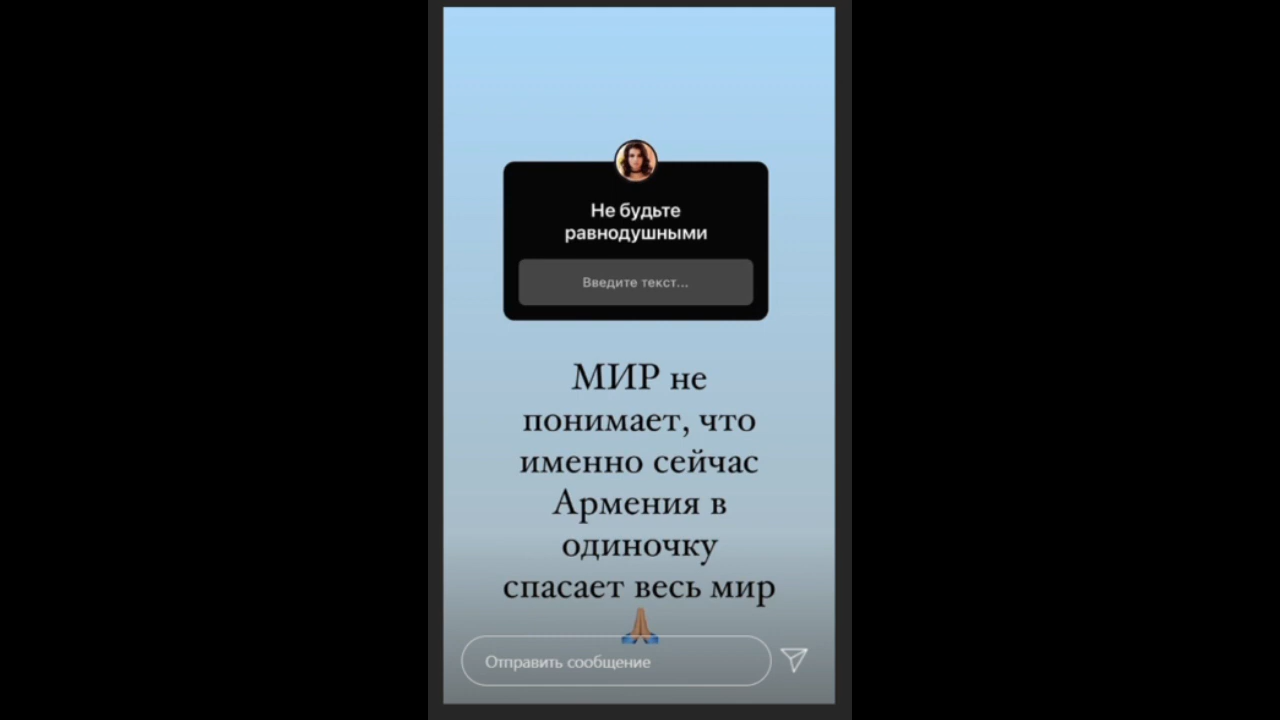 Не будьте
равнодушными
Введите текст...
МИР не
понимает, что
именно сейчас
Армения в
одиночку
спасает весь мир
🙏🏽
Отправить сообщение